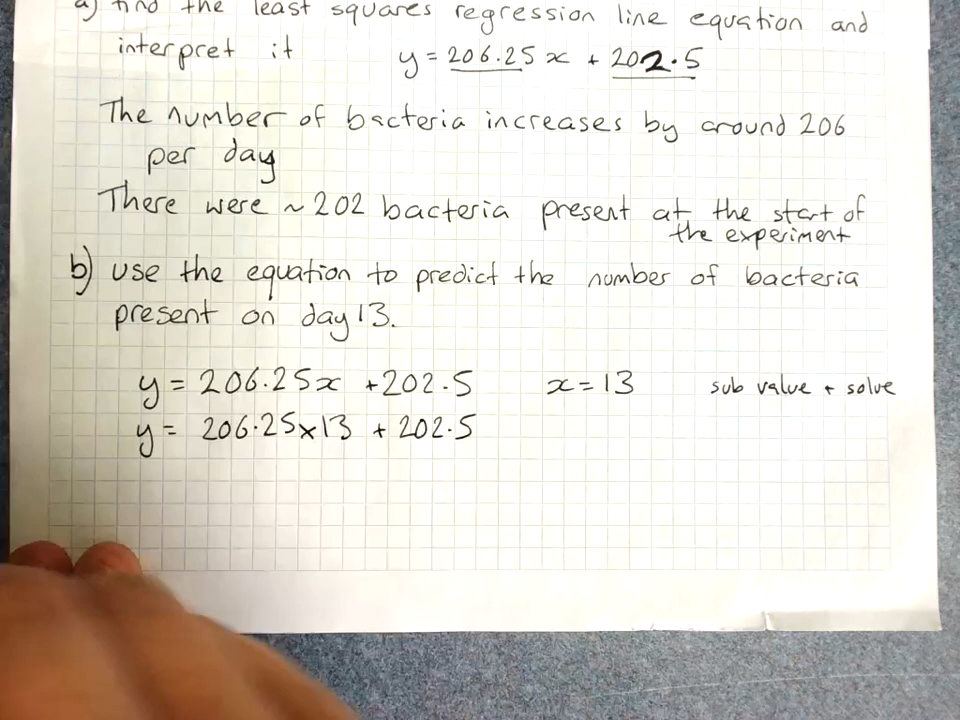 a) find the least squares regression line equation and
interpret it y = 206.25x + 202.5
The number of bacteria increases by around 206
per day
There were ~ 202 bacteria present at the start of
the experiment
b) use the equation to predict the number of bacteria
present on day 13.
y = 206.25x + 202.5 x = 13 sub value + solve
y = 206.25×13 + 202.5